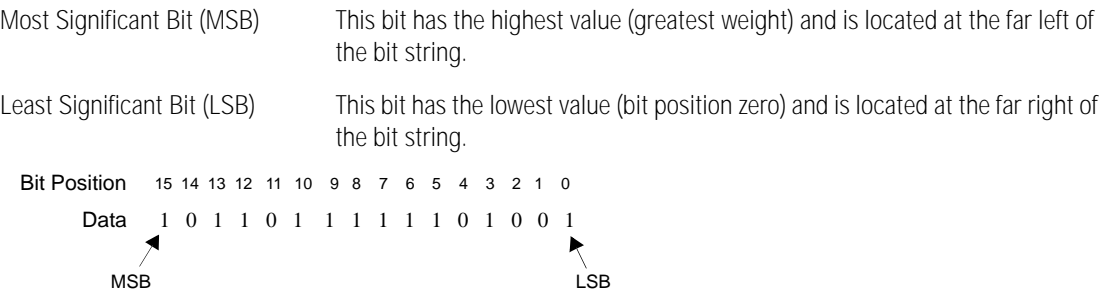 Most Significant Bit (MSB) This bit has the highest value (greatest weight) and is located at the far left of
the bit string.
Least Significant Bit (LSB) This bit has the lowest value (bit position zero) and is located at the far right of
the bit string.
Bit Position 15 14 13 12 11 10 9 8 7 6 5 4 3 2 1 0
Data 1 0 1 1 0 1 1 1 1 1 1 0 1 0 0 1
MSB LSB